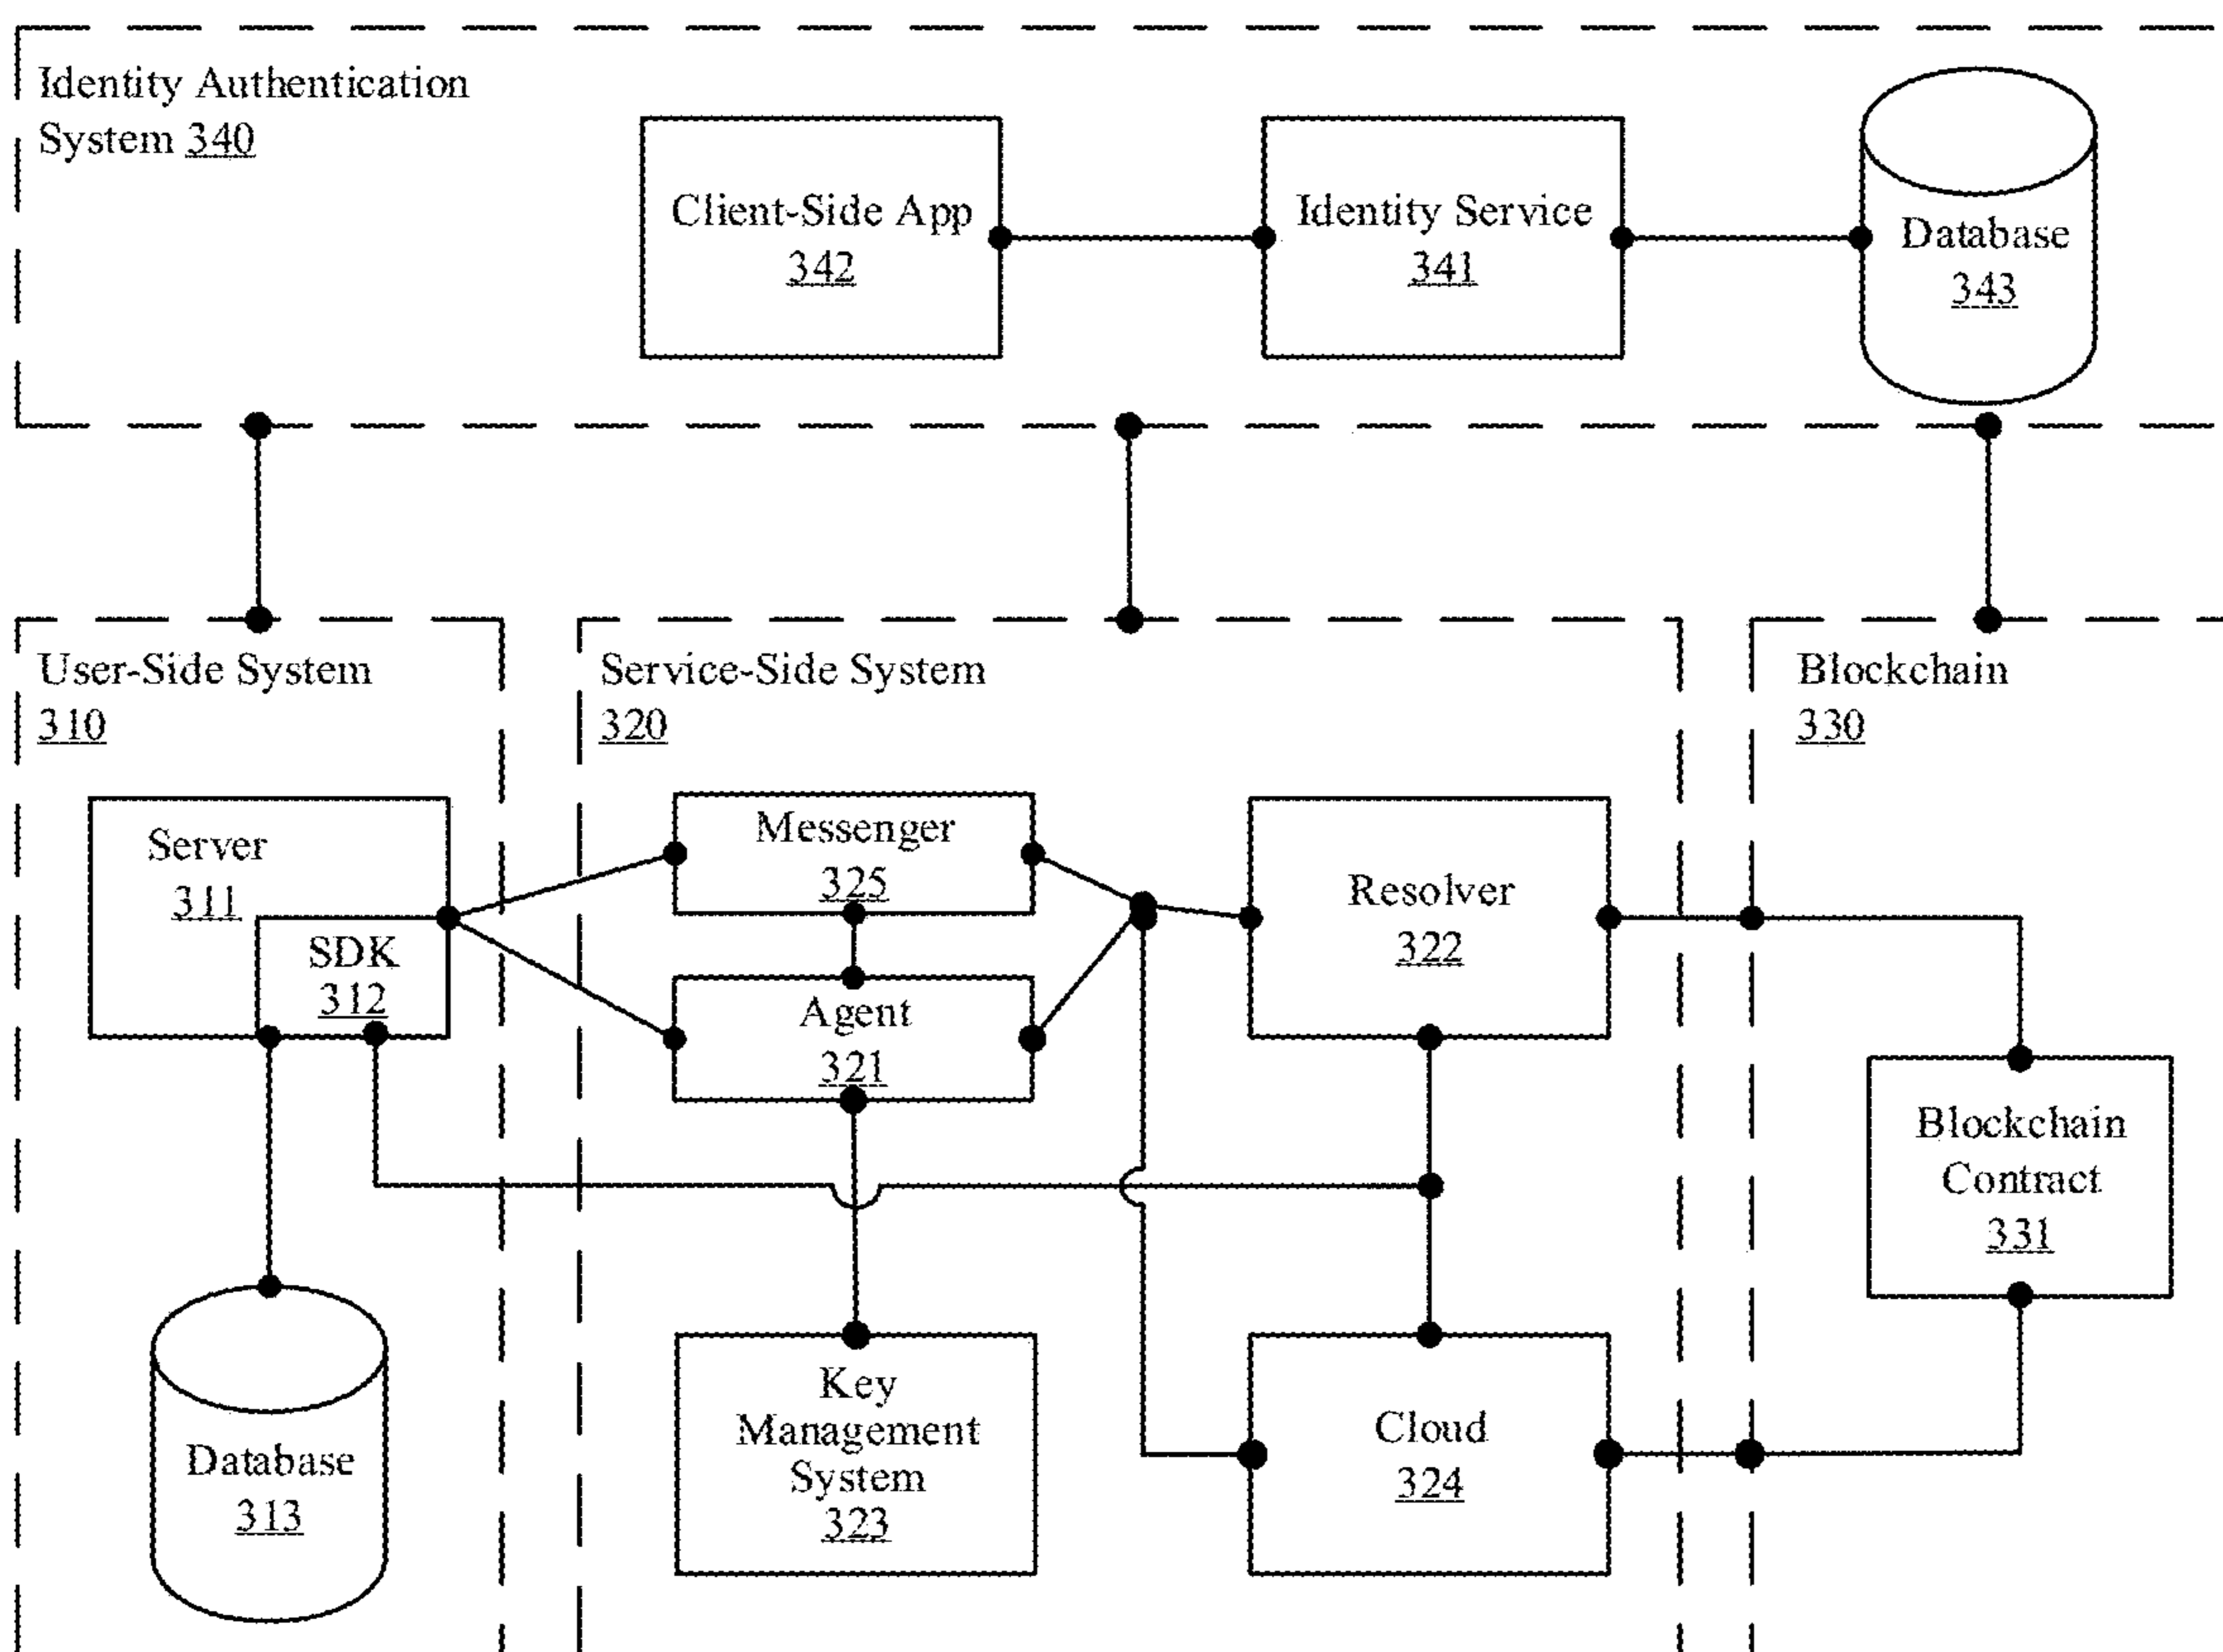 Identity Authentication
System 340
Client-Side App
342
Identity Service
341
Database
343
User-Side System
310
Service-Side System
320
Blockchain
330
Server
311
SDK
312
Messenger
325
Agent
321
Resolver
322
Blockchain
Contract
331
Database
313
Key
Management
System
323
Cloud
324